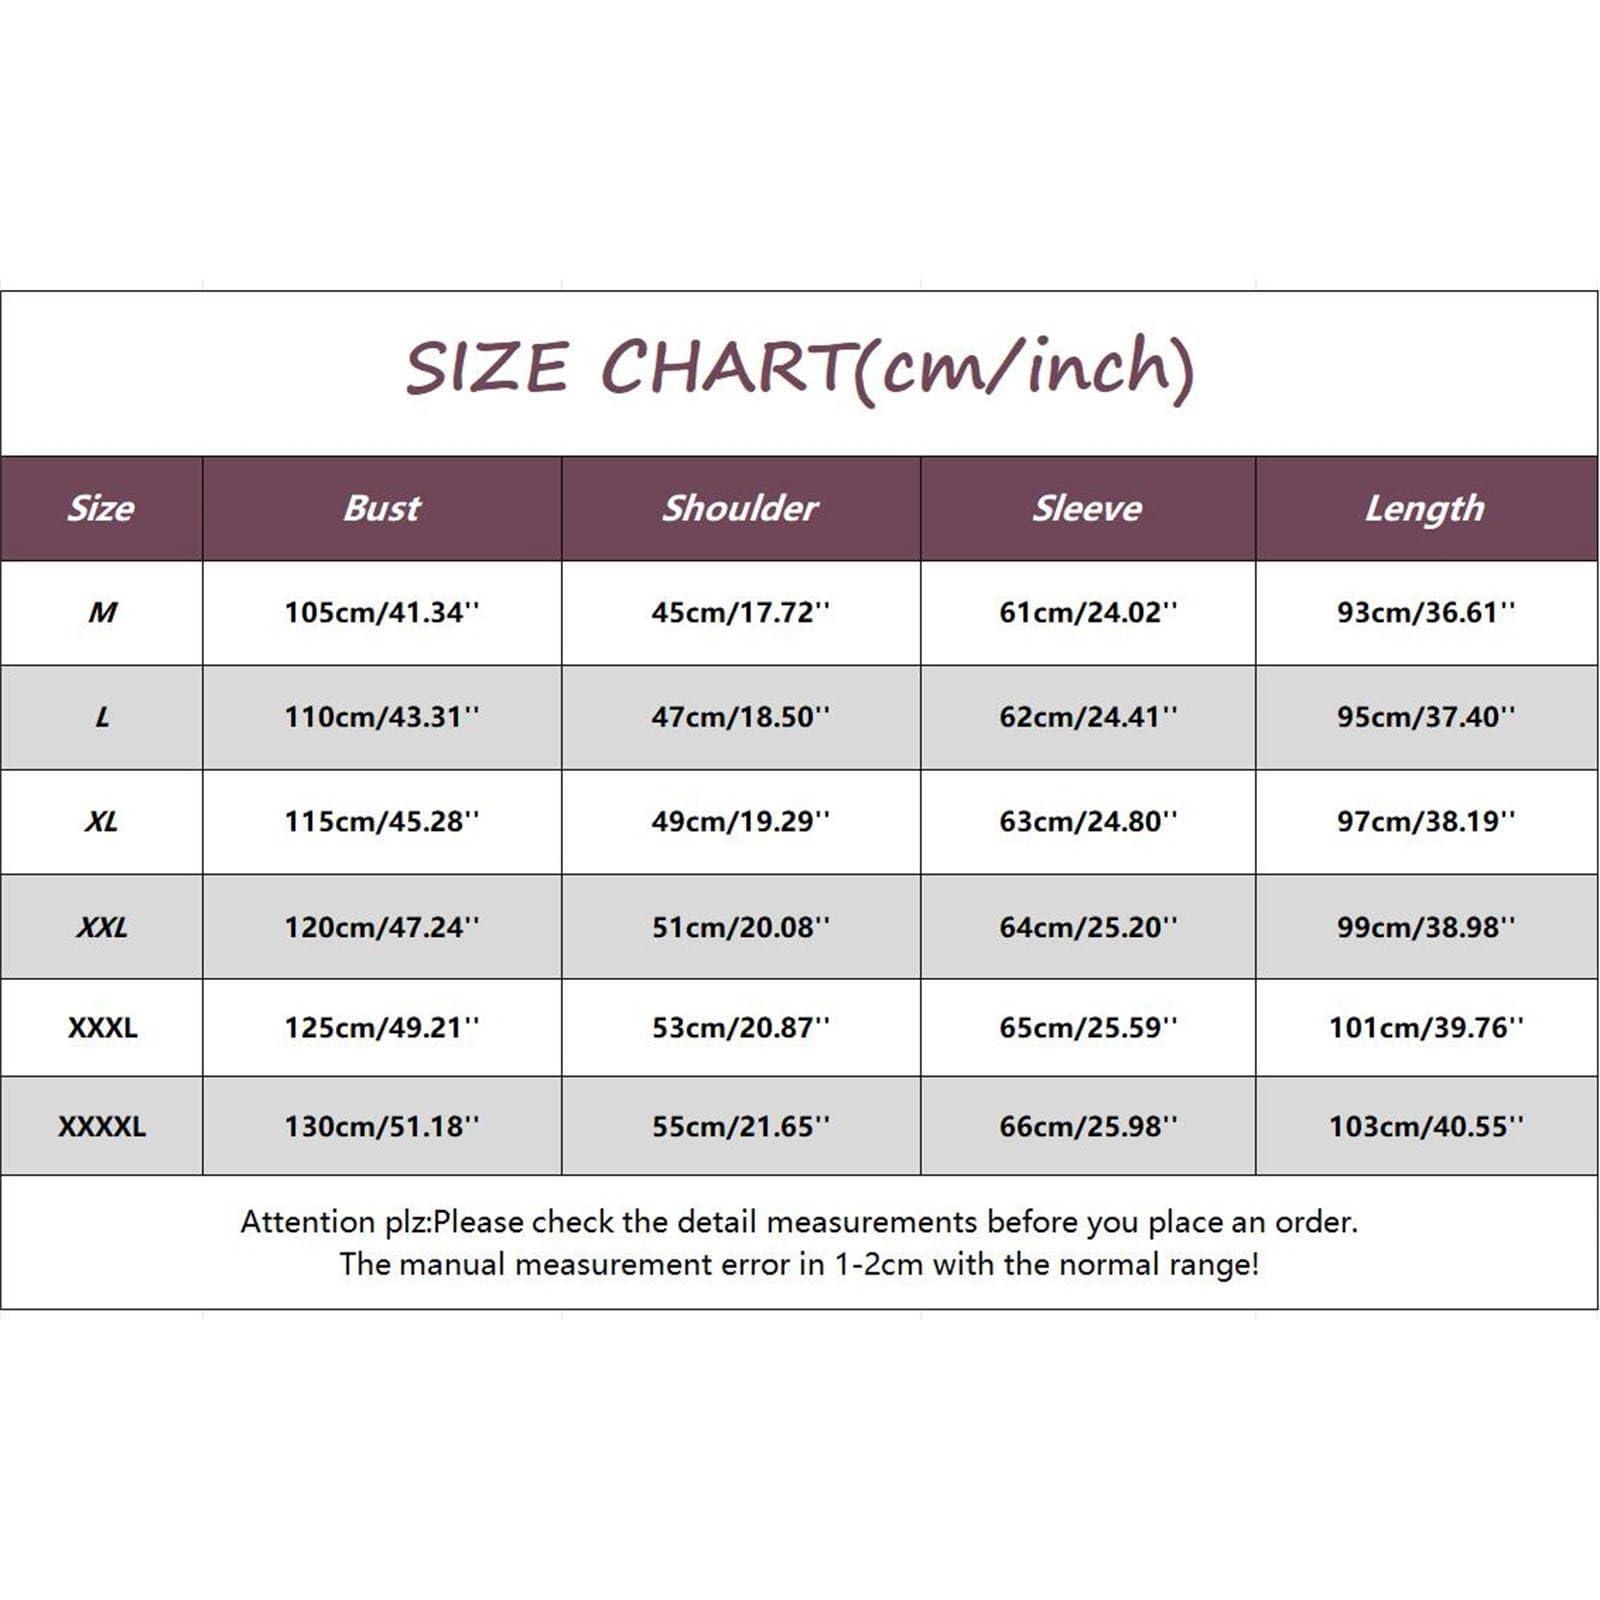 SIZE CHART(cm/inch)
Size Bust Shoulder Sleeve Length
M 105cm/41.34'' 45cm/17.72'' 61cm/24.02'' 93cm/36.61''
L 110cm/43.31'' 47cm/18.50'' 62cm/24.41'' 95cm/37.40''
XL 115cm/45.28'' 49cm/19.29'' 63cm/24.80'' 97cm/38.19''
XXL 120cm/47.24'' 51cm/20.08'' 64cm/25.20'' 99cm/38.98''
XXXL 125cm/49.21'' 53cm/20.87'' 65cm/25.59'' 101cm/39.76''
XXXXL 130cm/51.18'' 55cm/21.65'' 66cm/25.98'' 103cm/40.55''
Attention plz:Please check the detail measurements before you place an order.
The manual measurement error in 1-2cm with the normal range!